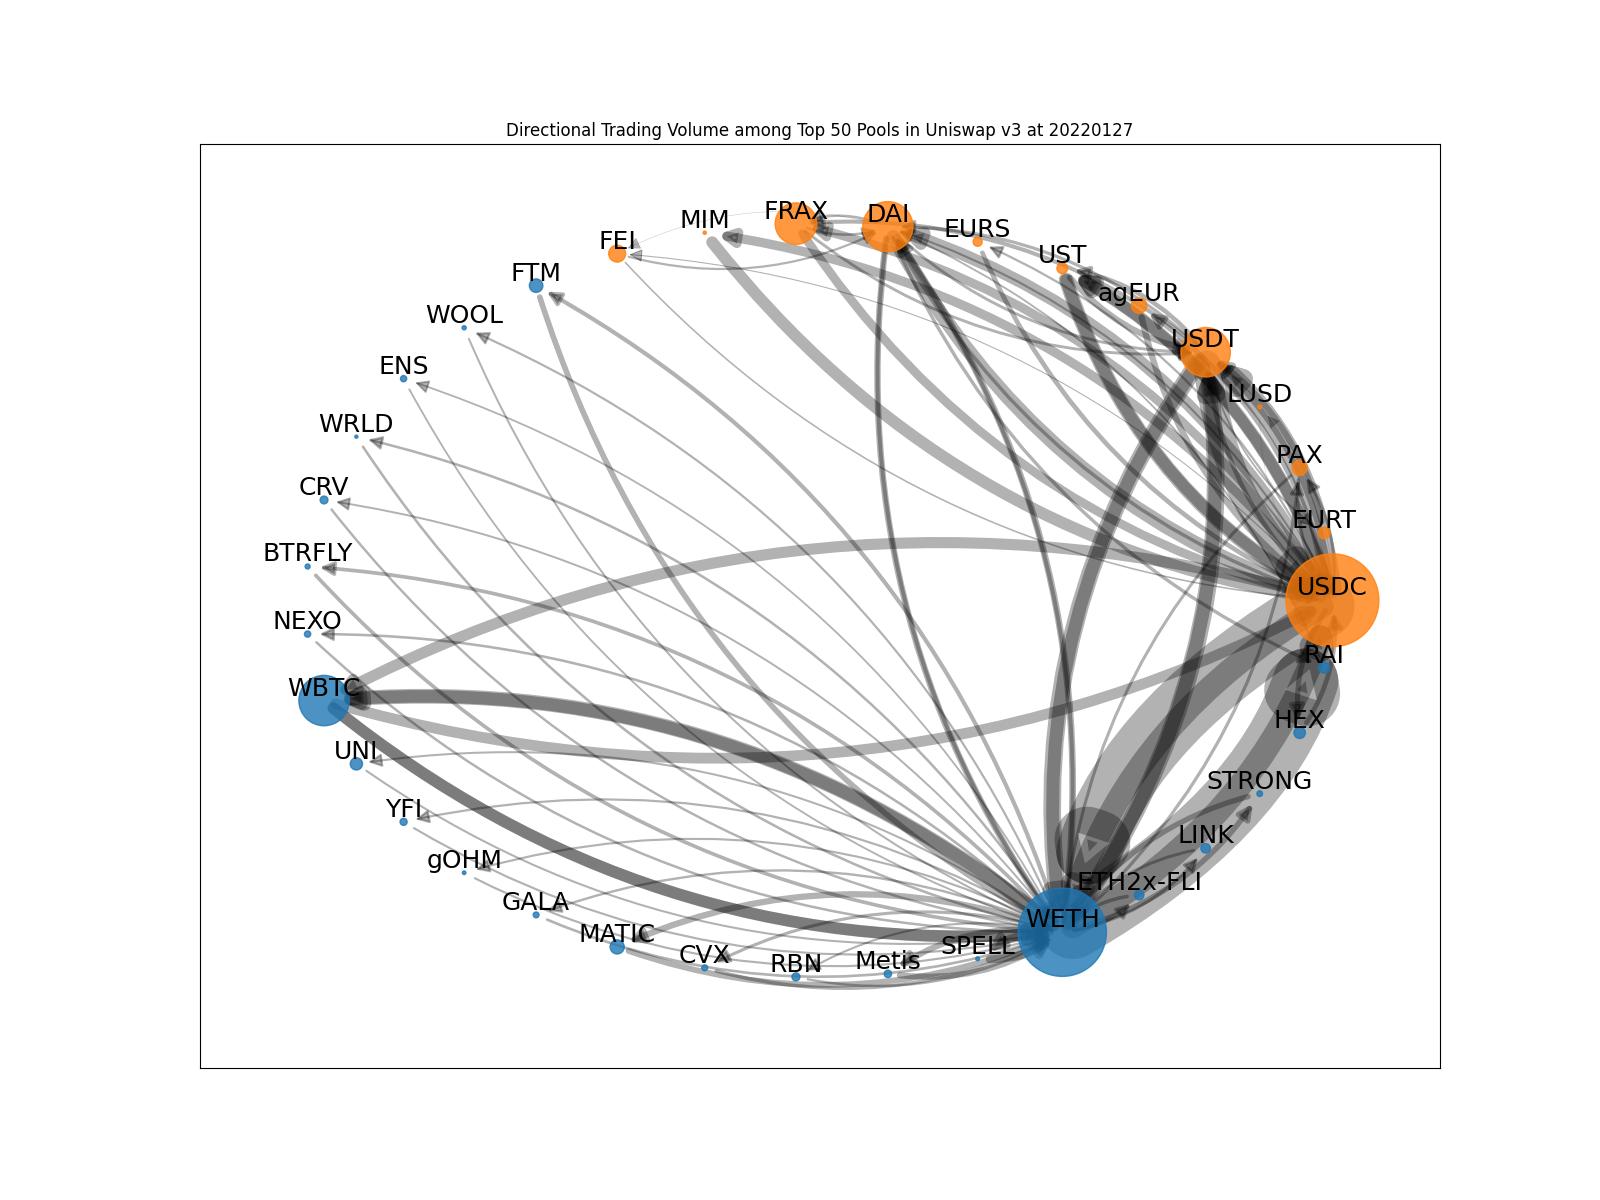 Directional Trading Volume among Top 50 Pools in Uniswap v3 at 20220127
FRAX
DAI
MIM
EURS
FEI
UST
FTM
agEUR
WOOL
USDT
ENS
LUSD
WRLD
PAX
CRV
EURT
BTRFLY
USDC
NEXO
RAI
WBTC
HEX
UNI
STRONG
YFI
LINK
gOHM
ETH2x-FLI
GALA
WETH
MATIC
SPELL
CVX
RBN
Metis